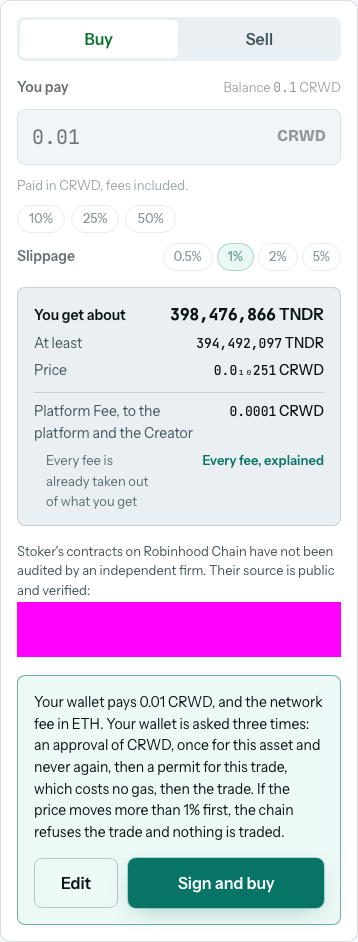 Buy
Sell
You pay
Balance 0.1 CRWD
0.01
CRWD
Paid in CRWD, fees included.
10%
25%
50%
Slippage
0.5%
1%
2%
5%
You get about
398,476,866 TNDR
At least
394,492,097 TNDR
Price
0.0₁₀251 CRWD
Platform Fee, to the
platform and the Creator
0.0001 CRWD
Every fee is
already taken out
of what you get
Every fee, explained
Stoker's contracts on Robinhood Chain have not been
audited by an independent firm. Their source is public
and verified:
Your wallet pays 0.01 CRWD, and the network
fee in ETH. Your wallet is asked three times:
an approval of CRWD, once for this asset and
never again, then a permit for this trade,
which costs no gas, then the trade. If the
price moves more than 1% first, the chain
refuses the trade and nothing is traded.
Edit
Sign and buy